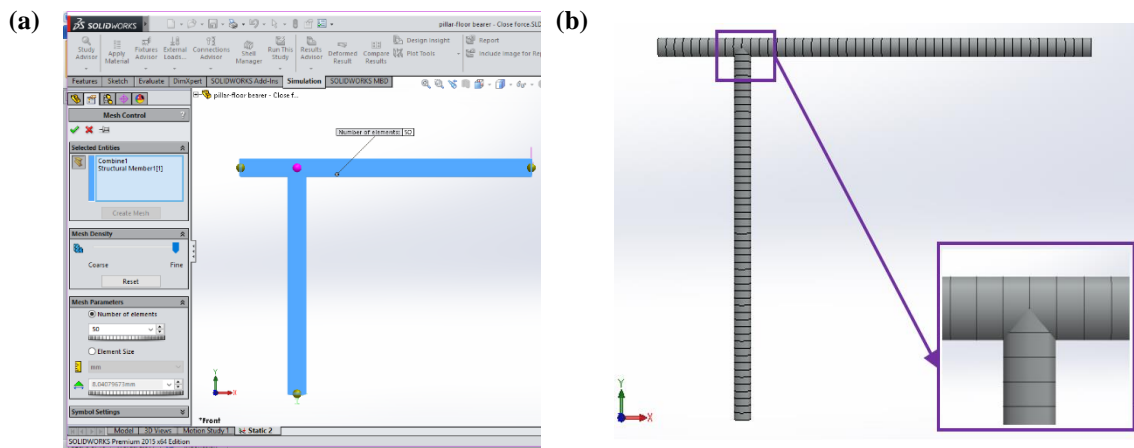 (a)
SOLIDWORKS
pillar-floor bearer - Close force.SL
Study Advisor
Apply Material
Fixtures Advisor
External Loads...
Connections Advisor
Shell Manager
Run This Study
Results Advisor
Deformed Result
Compare Results
Design Insight
Plot Tools
Report
Include Image for Rep
Features
Sketch
Evaluate
DimXpert
SOLIDWORKS Add-Ins
Simulation
SOLIDWORKS MBD
pillar-floor bearer - Close f...
Mesh Control
?
Selected Entities
Combine1
Structural Member1[1]
Create Mesh
Mesh Density
Coarse
Fine
Reset
Mesh Parameters
Number of elements
50
Element Size
mm
8.04079673mm
Symbol Settings
Number of elements: 50
Y
X
*Front
Model
3D Views
Motion Study 1
Static 2
SOLIDWORKS Premium 2015 x64 Edition
(b)
Y
X